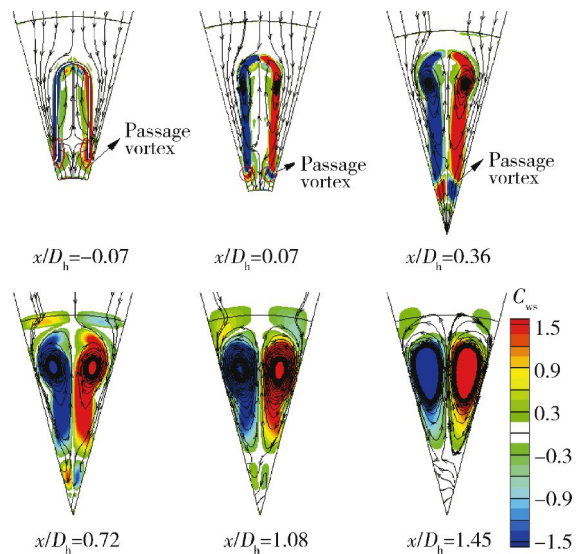 Passage
vortex
Passage
vortex
Passage
vortex
x/Dh=−0.07
x/Dh=0.07
x/Dh=0.36
Cws
1.5
0.9
0.3
−0.3
−0.9
−1.5
x/Dh=0.72
x/Dh=1.08
x/Dh=1.45